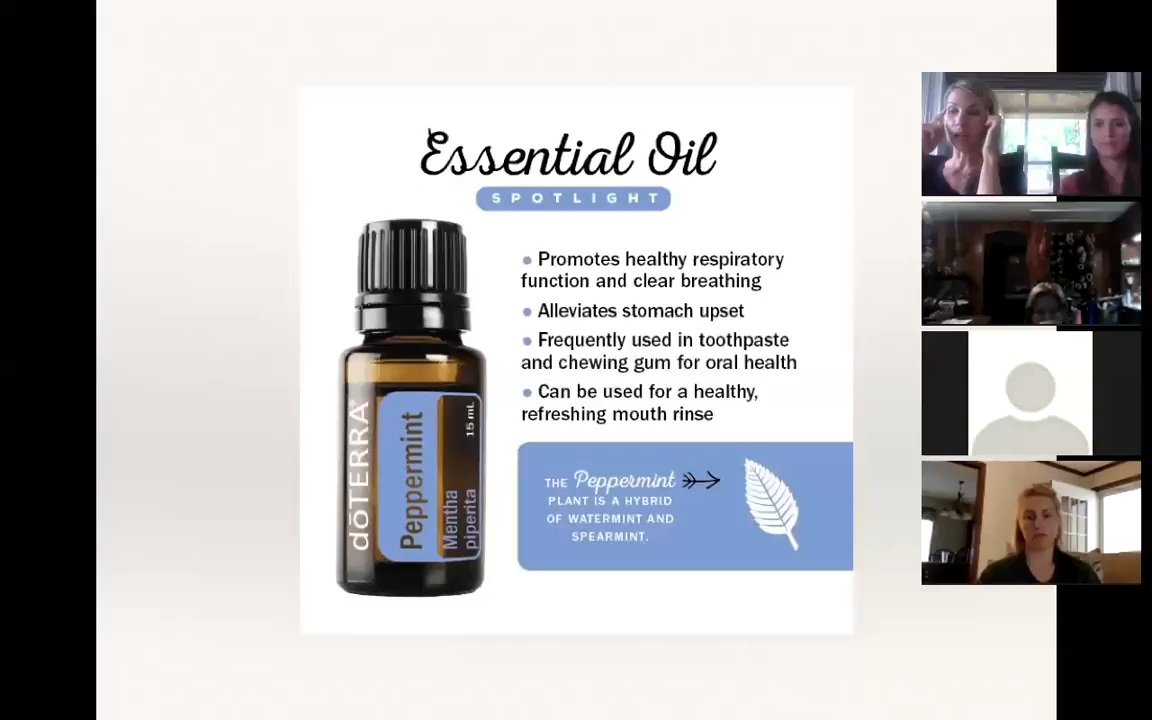 Essential Oil
SPOTLIGHT
• Promotes healthy respiratory
function and clear breathing
• Alleviates stomach upset
• Frequently used in toothpaste
and chewing gum for oral health
• Can be used for a healthy,
refreshing mouth rinse
dōTERRA®
Peppermint
Mentha
piperita
15 mL
THE Peppermint
PLANT IS A HYBRID
OF WATERMINT AND
SPEARMINT.